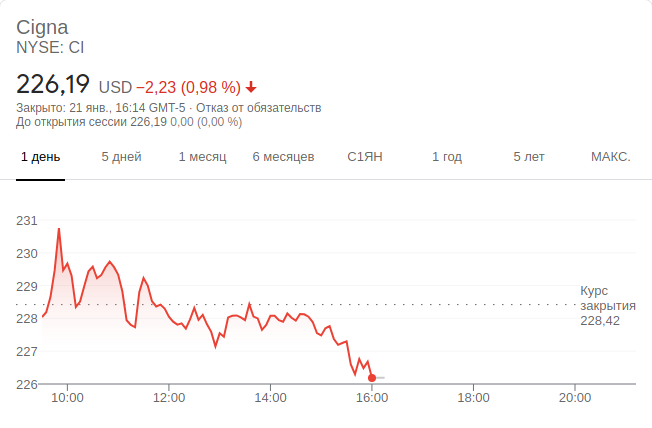 Cigna
NYSE: CI
226,19 USD −2,23 (0,98 %)
Закрыто: 21 янв., 16:14 GMT-5 · Отказ от обязательств
До открытия сессии 226,19 0,00 (0,00 %)
1 день 5 дней 1 месяц 6 месяцев С1ЯН 1 год 5 лет МАКС.
231
230
229
228
227
226
Курс
закрытия
228,42
10:00 12:00 14:00 16:00 18:00 20:00